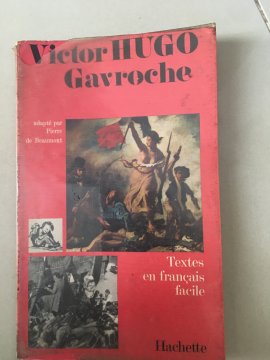 Victor HUGO
Gavroche
adapté par
Pierre
de Beaumont
Textes
en français
facile
Hachette